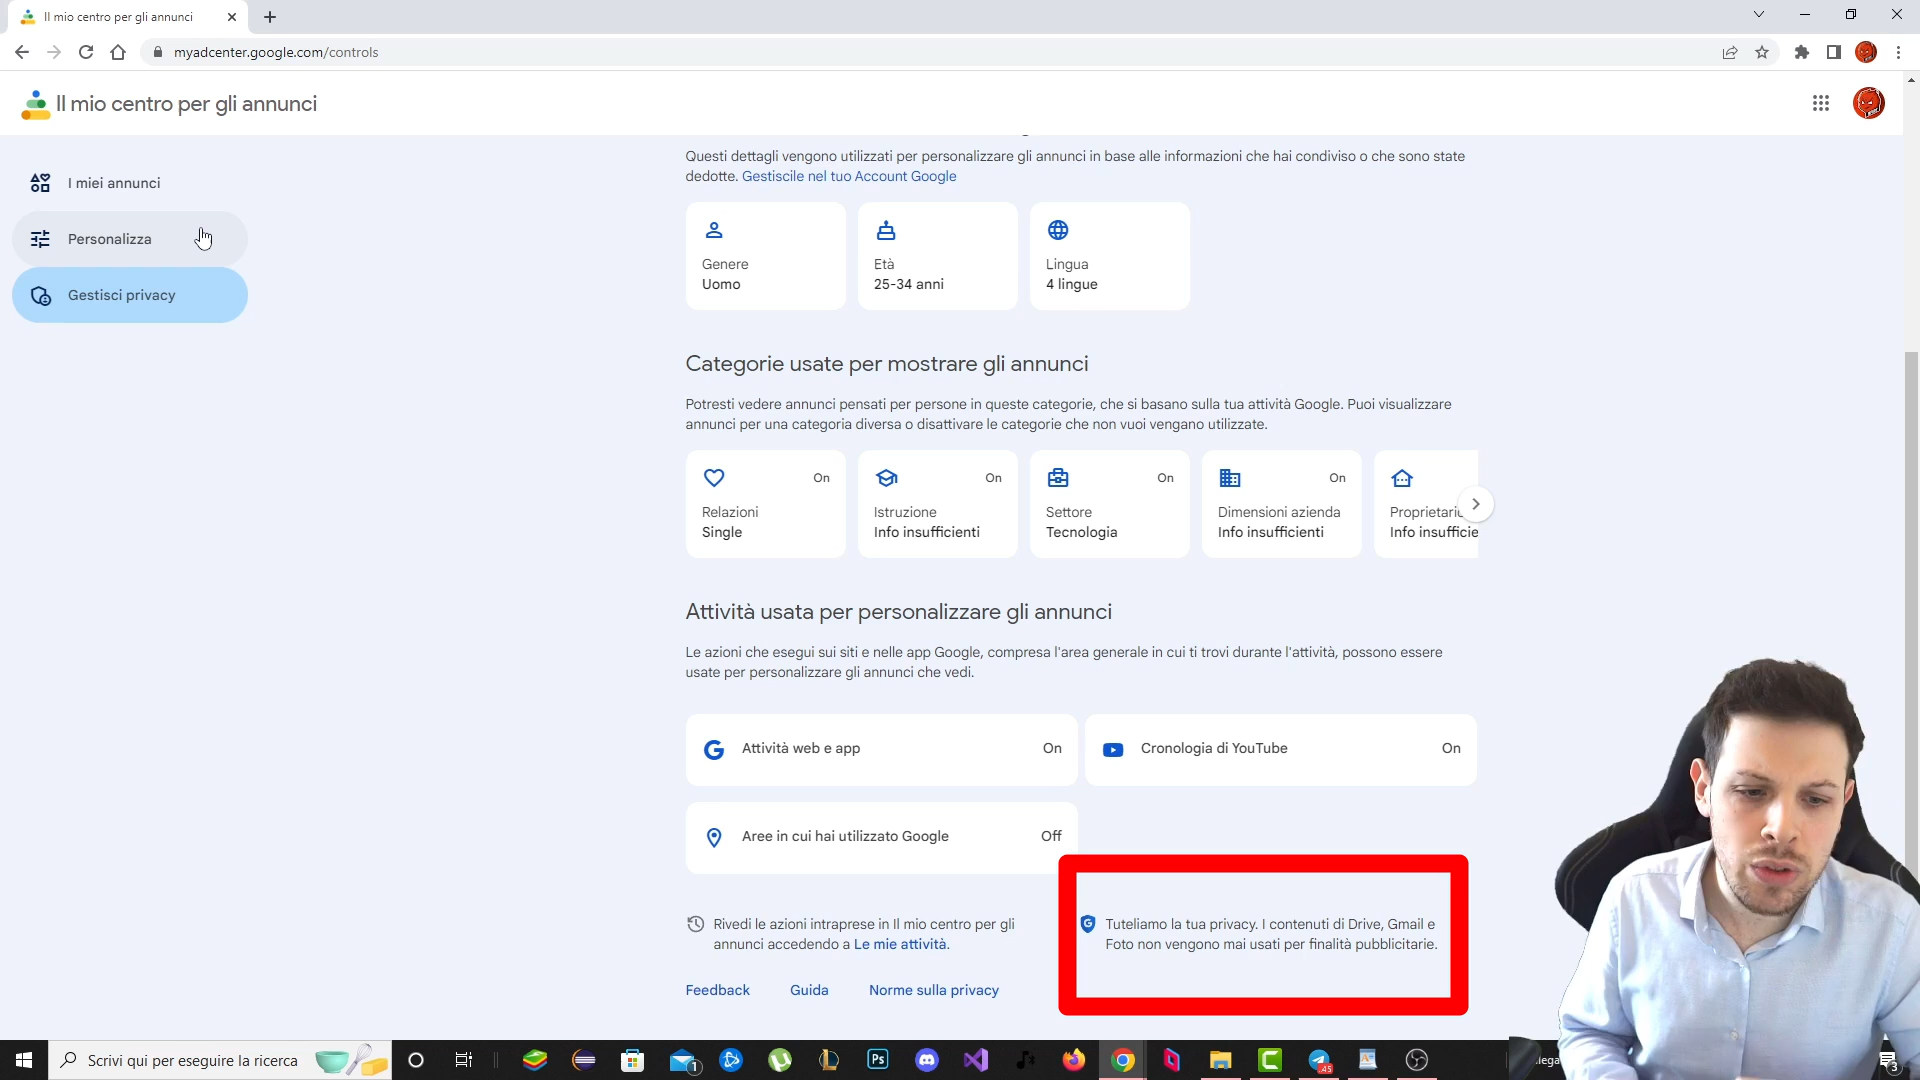 Il mio centro per gli annunci
myadcenter.google.com/controls
Il mio centro per gli annunci
I miei annunci
Personalizza
Gestisci privacy
Questi dettagli vengono utilizzati per personalizzare gli annunci in base alle informazioni che hai condiviso o che sono state
dedotte. Gestiscile nel tuo Account Google
Genere
Uomo
Età
25-34 anni
Lingua
4 lingue
Categorie usate per mostrare gli annunci
Potresti vedere annunci pensati per persone in queste categorie, che si basano sulla tua attività Google. Puoi visualizzare
annunci per una categoria diversa o disattivare le categorie che non vuoi vengano utilizzate.
On
Relazioni
Single
On
Istruzione
Info insufficienti
On
Settore
Tecnologia
On
Dimensioni azienda
Info insufficienti
Proprietario
Info insufficie
Attività usata per personalizzare gli annunci
Le azioni che esegui sui siti e nelle app Google, compresa l'area generale in cui ti trovi durante l'attività, possono essere
usate per personalizzare gli annunci che vedi.
Attività web e app On
Cronologia di YouTube On
Aree in cui hai utilizzato Google Off
Rivedi le azioni intraprese in Il mio centro per gli
annunci accedendo a Le mie attività.
Tuteliamo la tua privacy. I contenuti di Drive, Gmail e
Foto non vengono mai usati per finalità pubblicitarie.
Feedback Guida Norme sulla privacy
Scrivi qui per eseguire la ricerca
1
Ps
45
3